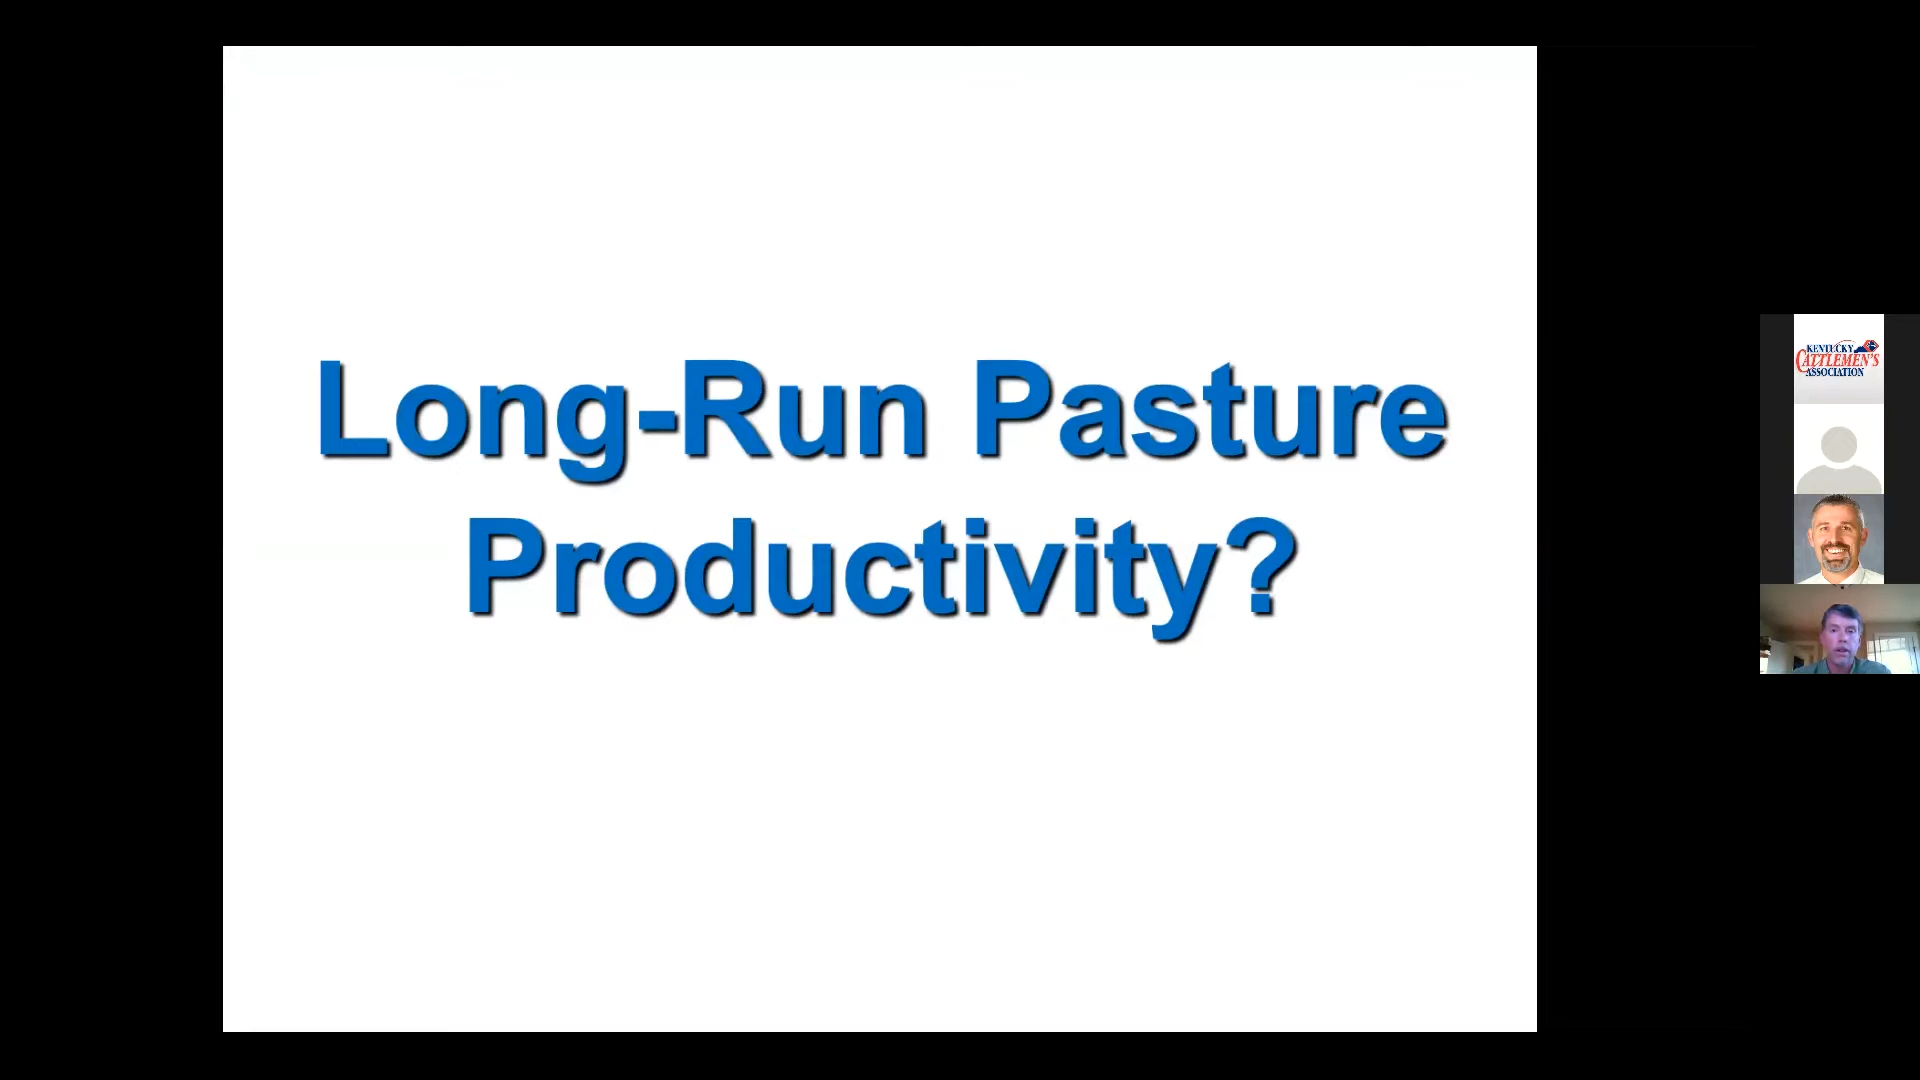 Long-Run Pasture
Productivity?
KENTUCKY
CATTLEMEN'S
ASSOCIATION